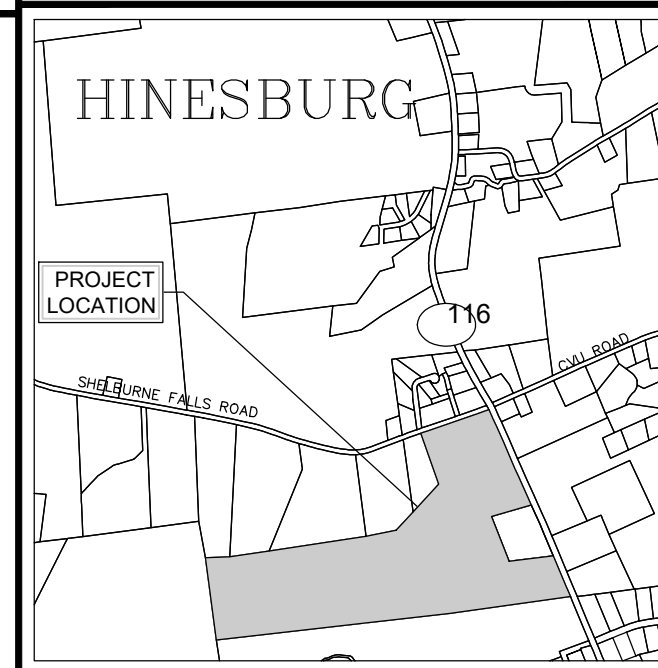 HINESBURG
PROJECT
LOCATION
116
CVU ROAD
SHELBURNE FALLS ROAD